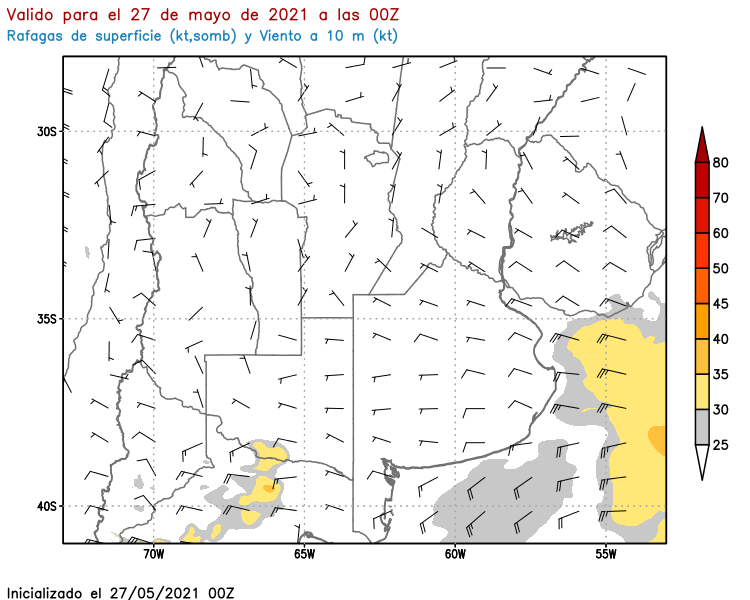 Valido para el 27 de mayo de 2021 a las 00Z
Rafagas de superficie (kt,somb) y Viento a 10 m (kt)
30S
35S
40S
70W 65W 60W 55W
80
70
60
50
45
40
35
30
25
Inicializado el 27/05/2021 00Z